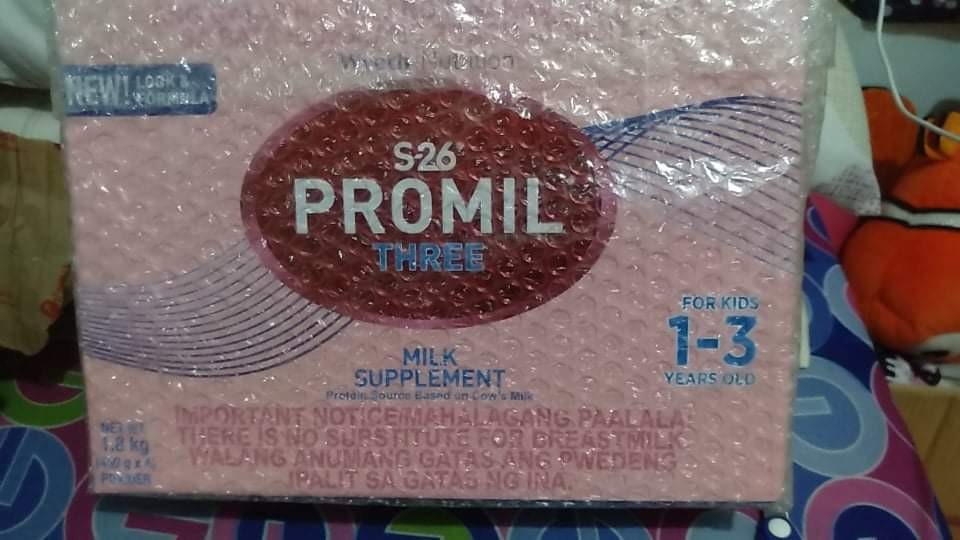 Wyeth Nutrition
NEW! LOOK &
FORMULA
S-26
PROMIL
THREE
FOR KIDS
1-3
YEARS OLD
MILK
SUPPLEMENT
Protein Source Based on Cow's Milk
IMPORTANT NOTICE/MAHALAGANG PAALALA:
THERE IS NO SUBSTITUTE FOR BREASTMILK.
WALANG ANUMANG GATAS ANG PWEDENG
IPALIT SA GATAS NG INA.
NET WT.
1.8 kg
POWDER